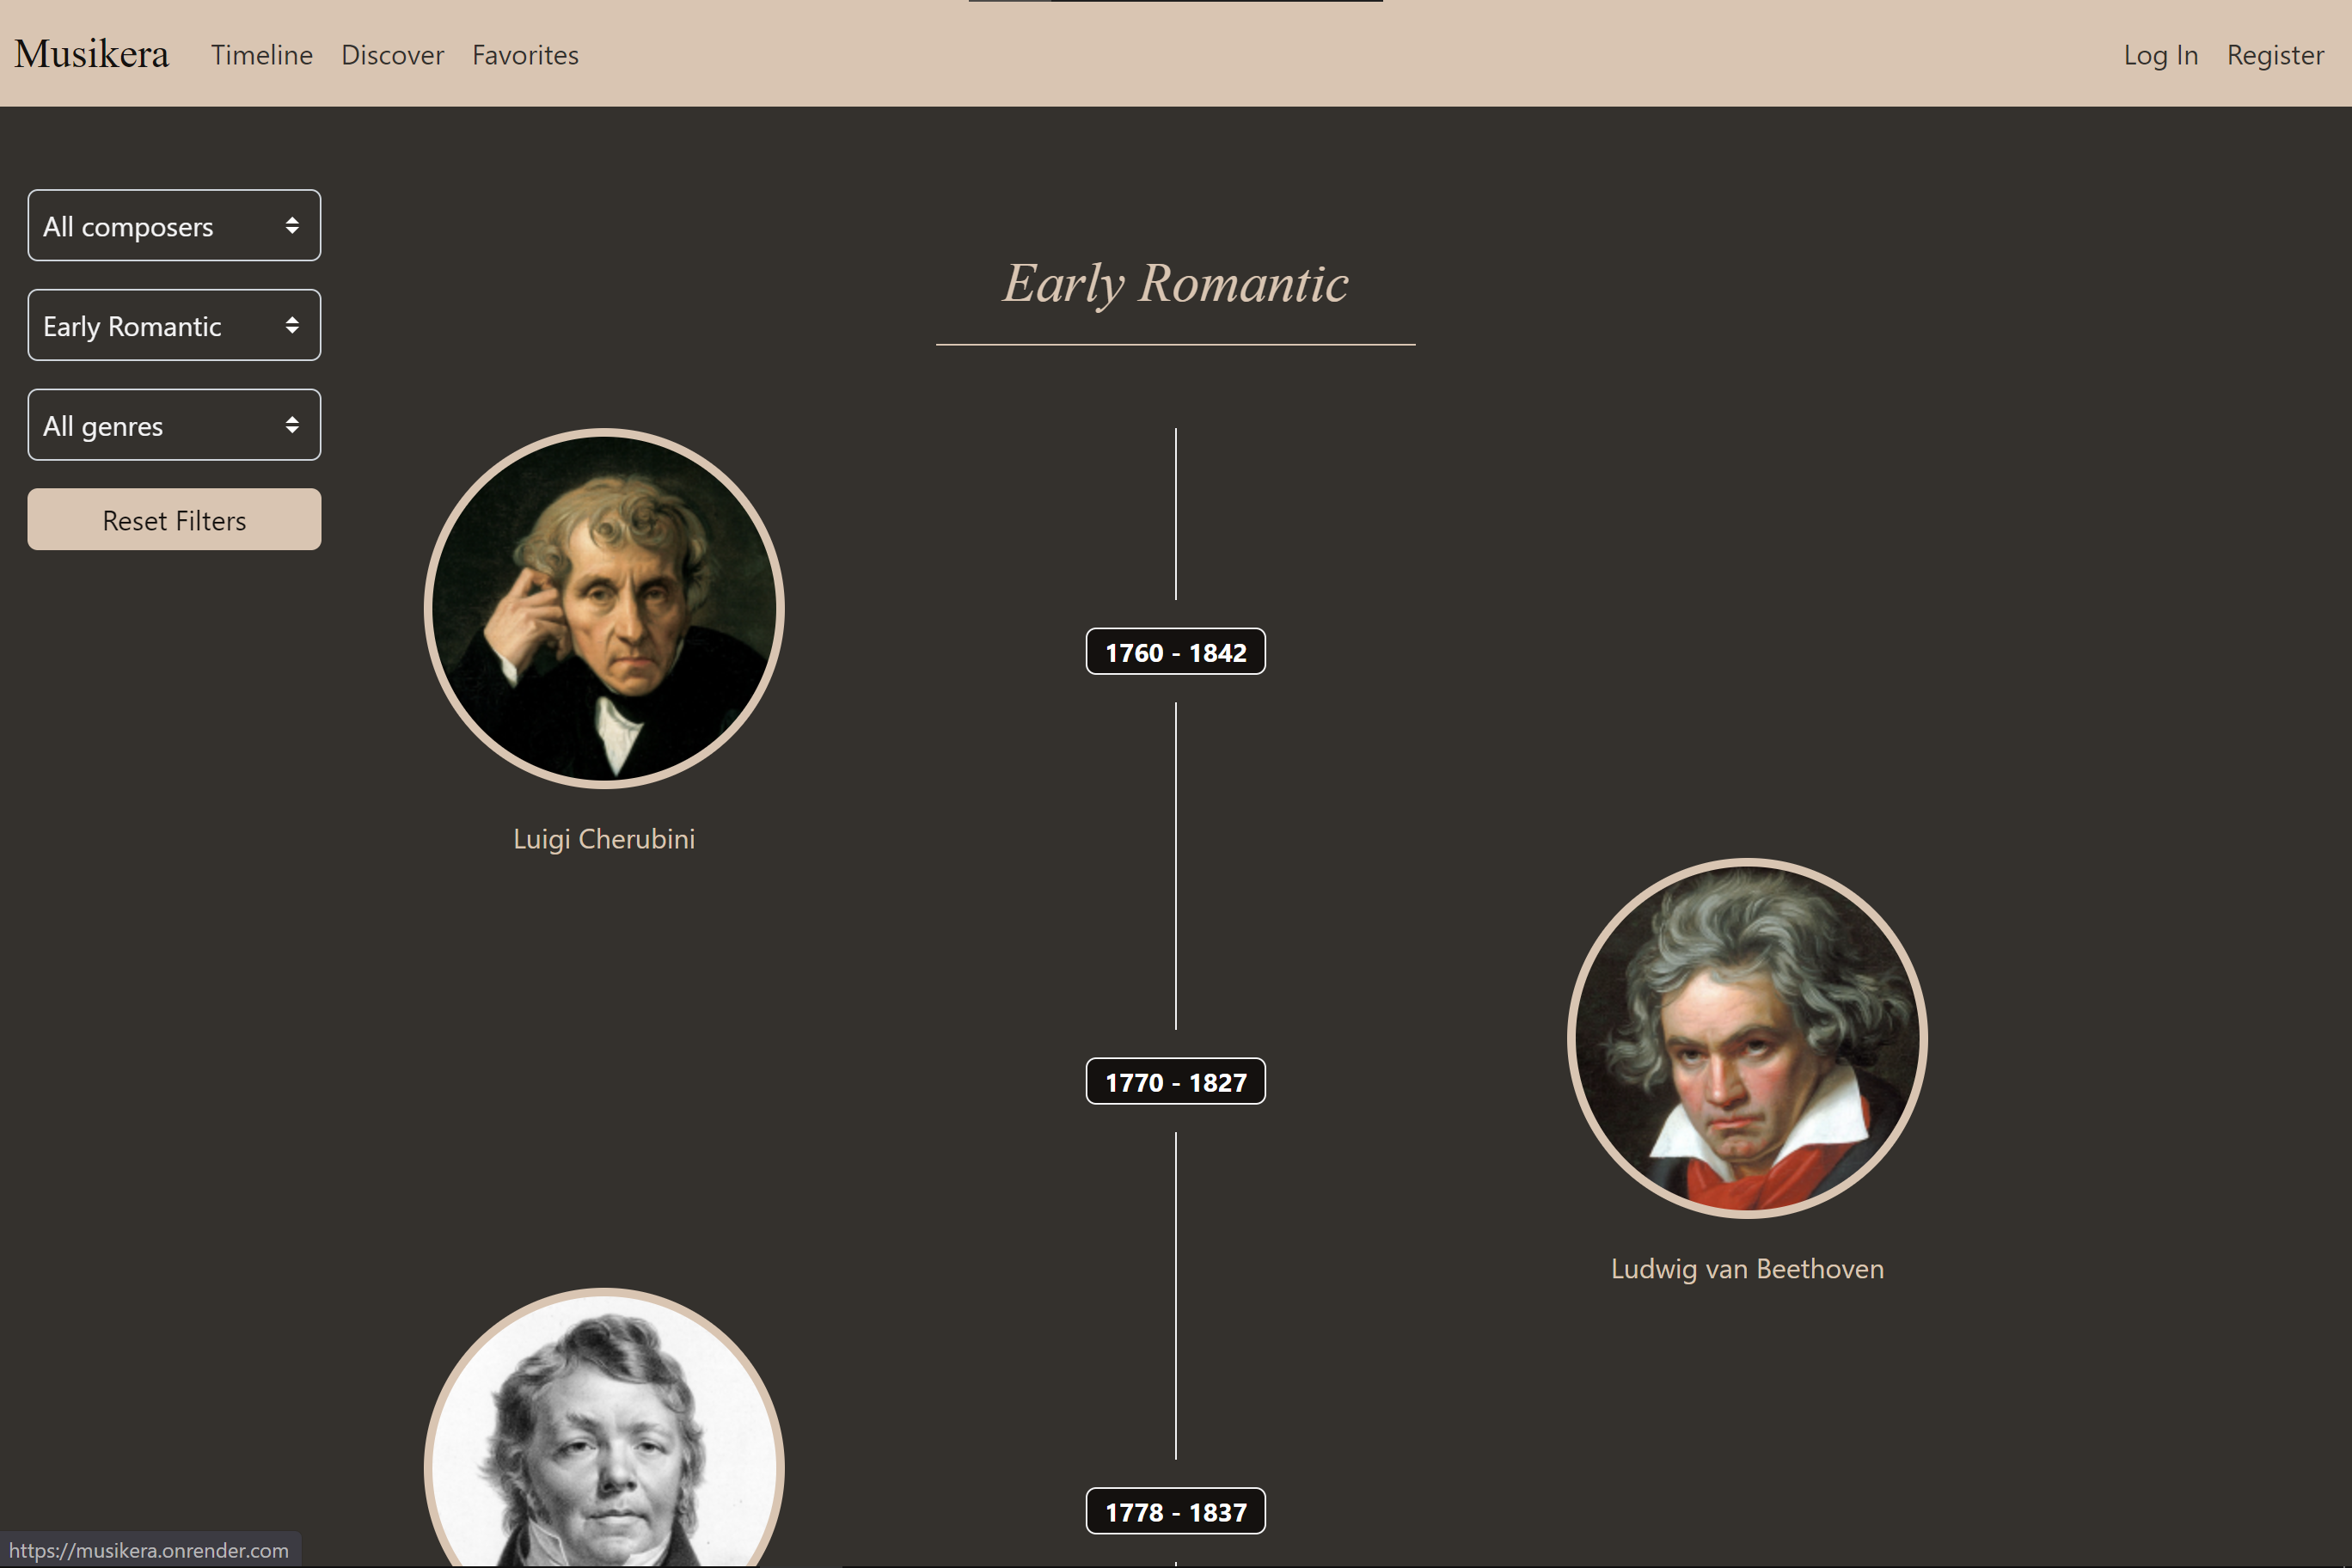 Musikera Timeline Discover Favorites Log In Register
All composers
Early Romantic
All genres
Reset Filters
Early Romantic
1760 - 1842
Luigi Cherubini
1770 - 1827
Ludwig van Beethoven
1778 - 1837
https://musikera.onrender.com